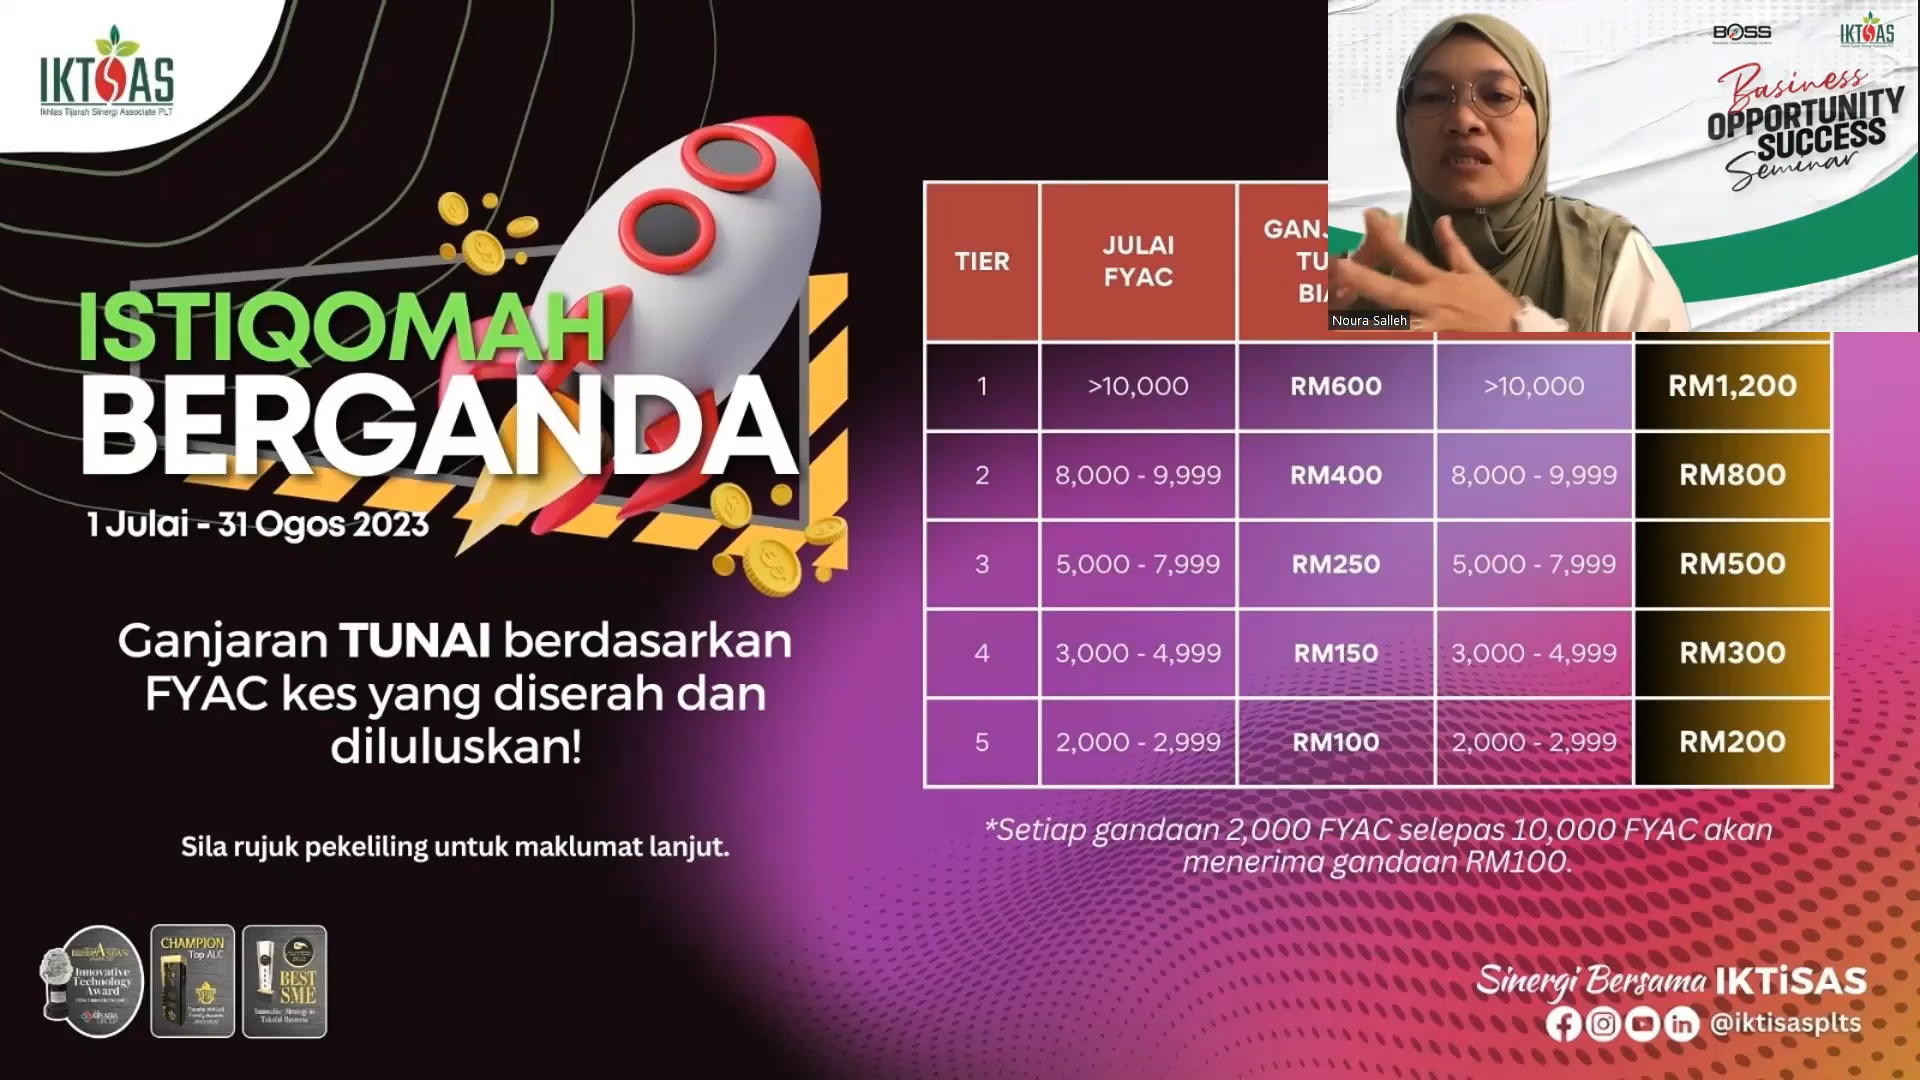 IKTiSAS
Ikhlas Tijarah Sinergi Associate PLT
ISTIQOMAH
BERGANDA
1 Julai - 31 Ogos 2023
Ganjaran TUNAI berdasarkan
FYAC kes yang diserah dan
diluluskan!
Sila rujuk pekeliling untuk maklumat lanjut.
Innovative
Technology
Award
CHAMPION
Top ALC
BEST
SME
BOSS
IKTiSAS
Business
OPPORTUNITY
SUCCESS
Seminar
Noura Salleh
TIER
JULAI
FYAC
1 >10,000 RM600 >10,000 RM1,200
2 8,000 - 9,999 RM400 8,000 - 9,999 RM800
3 5,000 - 7,999 RM250 5,000 - 7,999 RM500
4 3,000 - 4,999 RM150 3,000 - 4,999 RM300
5 2,000 - 2,999 RM100 2,000 - 2,999 RM200
*Setiap gandaan 2,000 FYAC selepas 10,000 FYAC akan
menerima gandaan RM100.
Sinergi Bersama IKTiSAS
@iktisasplts